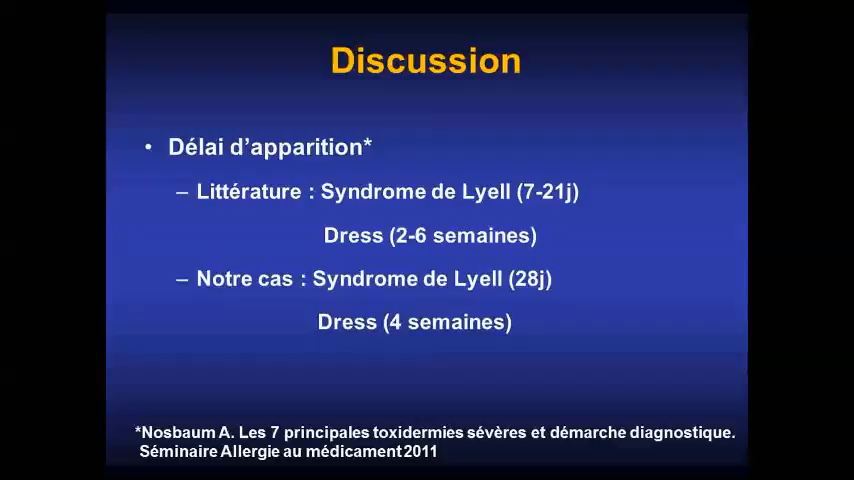 Discussion
• Délai d’apparition*
– Littérature : Syndrome de Lyell (7-21j)
Dress (2-6 semaines)
– Notre cas : Syndrome de Lyell (28j)
Dress (4 semaines)
*Nosbaum A. Les 7 principales toxidermies sévères et démarche diagnostique.
Séminaire Allergie au médicament 2011